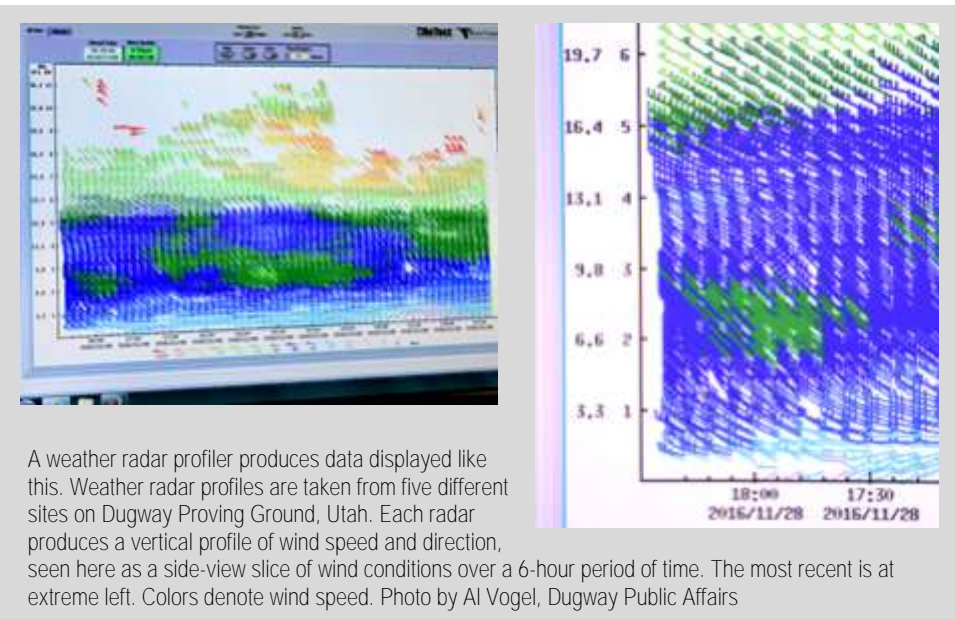 19.7 6
16.4 5
13.1 4
9.8 3
6.6 2
3.3 1
18:00 17:30
2016/11/28 2016/11/28
A weather radar profiler produces data displayed like
this. Weather radar profiles are taken from five different
sites on Dugway Proving Ground, Utah. Each radar
produces a vertical profile of wind speed and direction,
seen here as a side-view slice of wind conditions over a 6-hour period of time. The most recent is at
extreme left. Colors denote wind speed. Photo by Al Vogel, Dugway Public Affairs